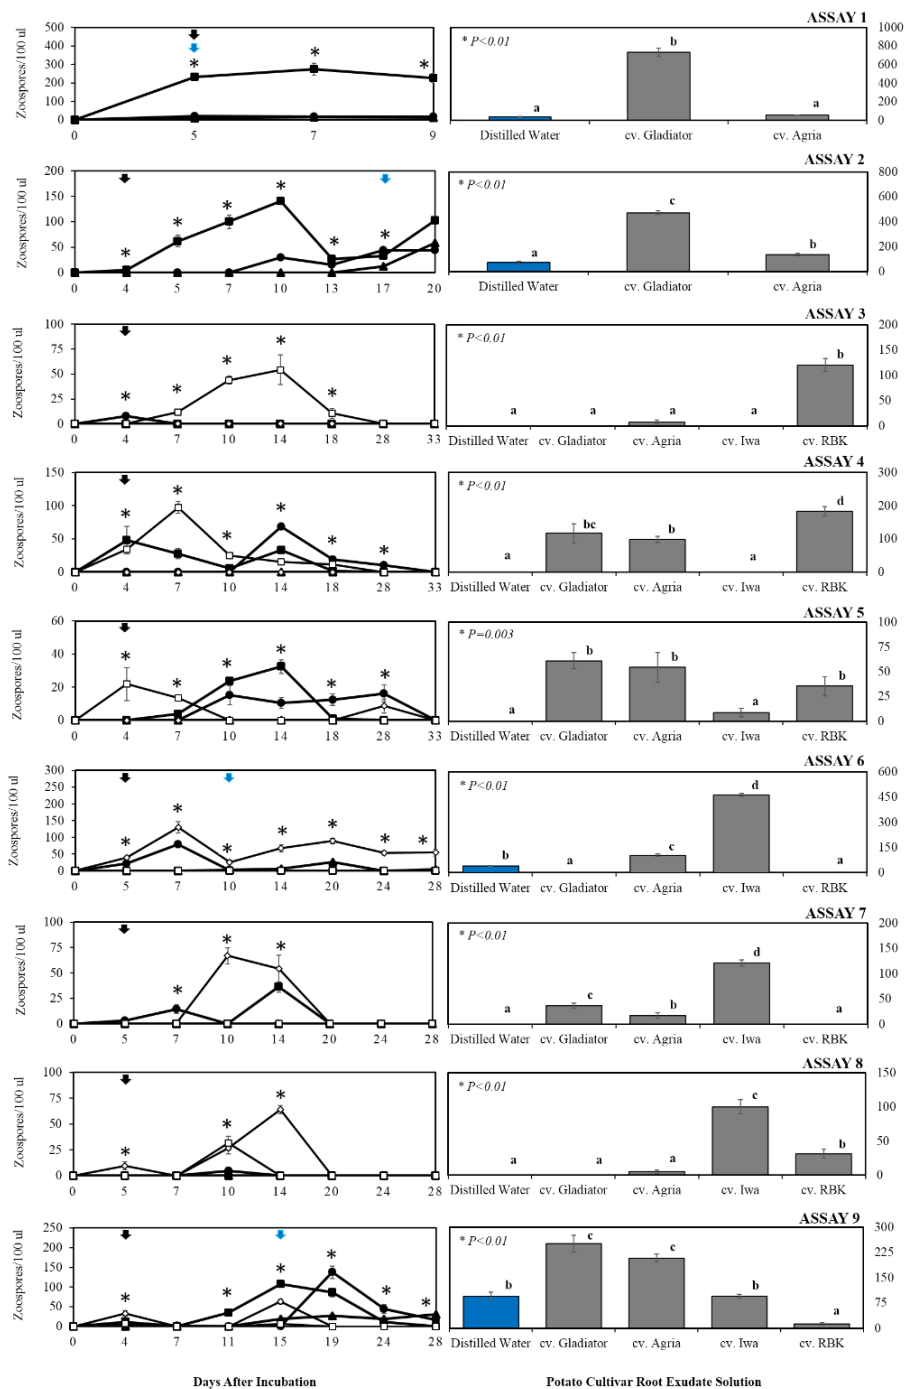 ASSAY 1
Zoospores/100 ul
500
400
300
200
100
0
* * *
0 5 7 9
* P<0.01
a b a
1000
800
600
400
200
0
Distilled Water cv. Gladiator cv. Agria
ASSAY 2
Zoospores/100 ul
200
150
100
50
0
* * * * * *
0 4 5 7 10 13 17 20
* P<0.01
a c b
800
600
400
200
0
Distilled Water cv. Gladiator cv. Agria
ASSAY 3
Zoospores/100 ul
100
75
50
25
0
* * * * *
0 4 7 10 14 18 28 33
* P<0.01
a a a a b
200
150
100
50
0
Distilled Water cv. Gladiator cv. Agria cv. Iwa cv. RBK
ASSAY 4
Zoospores/100 ul
150
100
50
0
* * * * * *
0 4 7 10 14 18 28 33
* P<0.01
a bc b a d
300
200
100
0
Distilled Water cv. Gladiator cv. Agria cv. Iwa cv. RBK
ASSAY 5
Zoospores/100 ul
60
40
20
0
* * * * * *
0 4 7 10 14 18 28 33
* P=0.003
a b b a b
100
75
50
25
0
Distilled Water cv. Gladiator cv. Agria cv. Iwa cv. RBK
ASSAY 6
Zoospores/100 ul
300
250
200
150
100
50
0
* * * * * * *
0 5 7 10 14 20 24 28
* P<0.01
b a c d a
600
450
300
150
0
Distilled Water cv. Gladiator cv. Agria cv. Iwa cv. RBK
ASSAY 7
Zoospores/100 ul
100
75
50
25
0
* * *
0 5 7 10 14 20 24 28
* P<0.01
a c b d a
200
150
100
50
0
Distilled Water cv. Gladiator cv. Agria cv. Iwa cv. RBK
ASSAY 8
Zoospores/100 ul
100
75
50
25
0
* * *
0 5 7 10 15 20 24 28
* P<0.01
a a a c b
150
100
50
0
Distilled Water cv. Gladiator cv. Agria cv. Iwa cv. RBK
ASSAY 9
Zoospores/100 ul
250
200
150
100
50
0
* * * * * *
0 4 7 11 15 19 24 28
* P<0.01
b c c b a
300
225
150
75
0
Distilled Water cv. Gladiator cv. Agria cv. Iwa cv. RBK
Days After Incubation
Potato Cultivar Root Exudate Solution